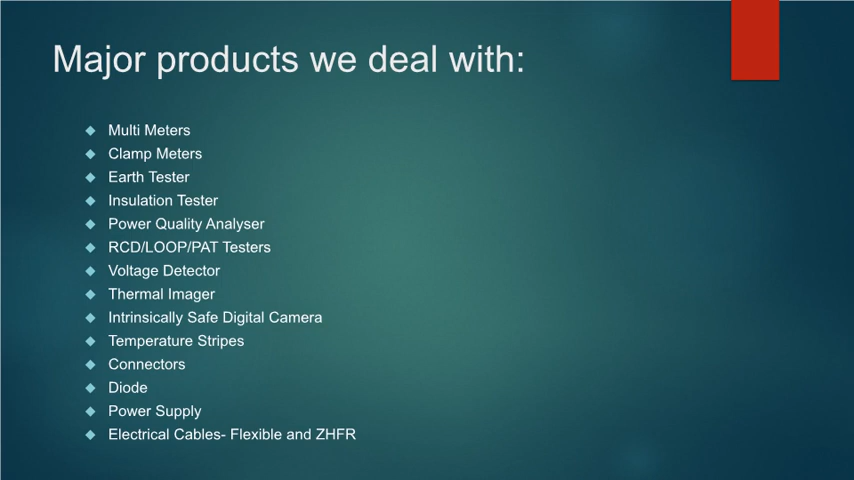 Major products we deal with:
Multi Meters
Clamp Meters
Earth Tester
Insulation Tester
Power Quality Analyser
RCD/LOOP/PAT Testers
Voltage Detector
Thermal Imager
Intrinsically Safe Digital Camera
Temperature Stripes
Connectors
Diode
Power Supply
Electrical Cables- Flexible and ZHFR